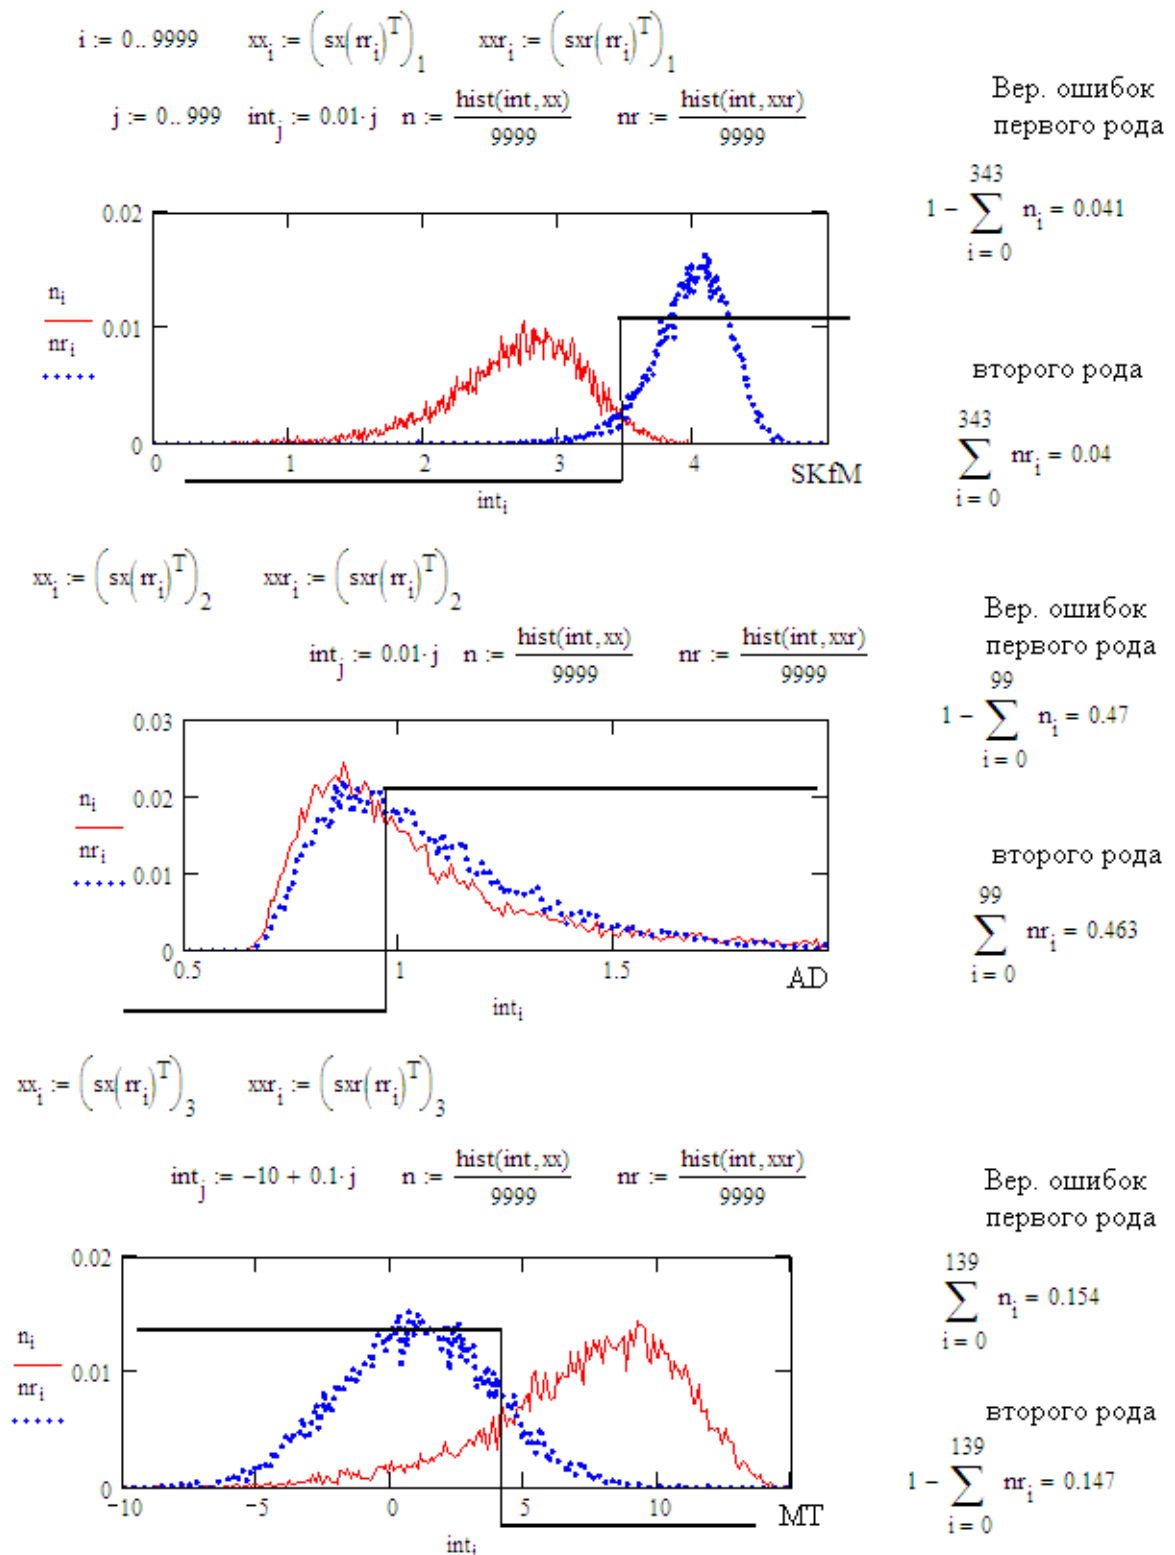 i := 0.. 9999 xx_i := (sx(rr_i)^T)_1 xxr_i := (sxr(rr_i)^T)_1
j := 0.. 999 int_j := 0.01·j n := hist(int, xx)/9999 nr := hist(int, xxr)/9999
Вер. ошибок
первого рода
1 − ∑_{i = 0}^{343} n_i = 0.041
0.02
0.01
0
n_i
nr_i
0 1 2 3 4
SKfM
int_i
второго рода
∑_{i = 0}^{343} nr_i = 0.04
xx_i := (sx(rr_i)^T)_2 xxr_i := (sxr(rr_i)^T)_2
int_j := 0.01·j n := hist(int, xx)/9999 nr := hist(int, xxr)/9999
Вер. ошибок
первого рода
1 − ∑_{i = 0}^{99} n_i = 0.47
0.03
0.02
0.01
0
n_i
nr_i
0.5 1 1.5
AD
int_i
второго рода
∑_{i = 0}^{99} nr_i = 0.463
xx_i := (sx(rr_i)^T)_3 xxr_i := (sxr(rr_i)^T)_3
int_j := −10 + 0.1·j n := hist(int, xx)/9999 nr := hist(int, xxr)/9999
Вер. ошибок
первого рода
∑_{i = 0}^{139} n_i = 0.154
0.02
0.01
0
n_i
nr_i
−10 −5 0 5 10
MT
int_i
второго рода
1 − ∑_{i = 0}^{139} nr_i = 0.147